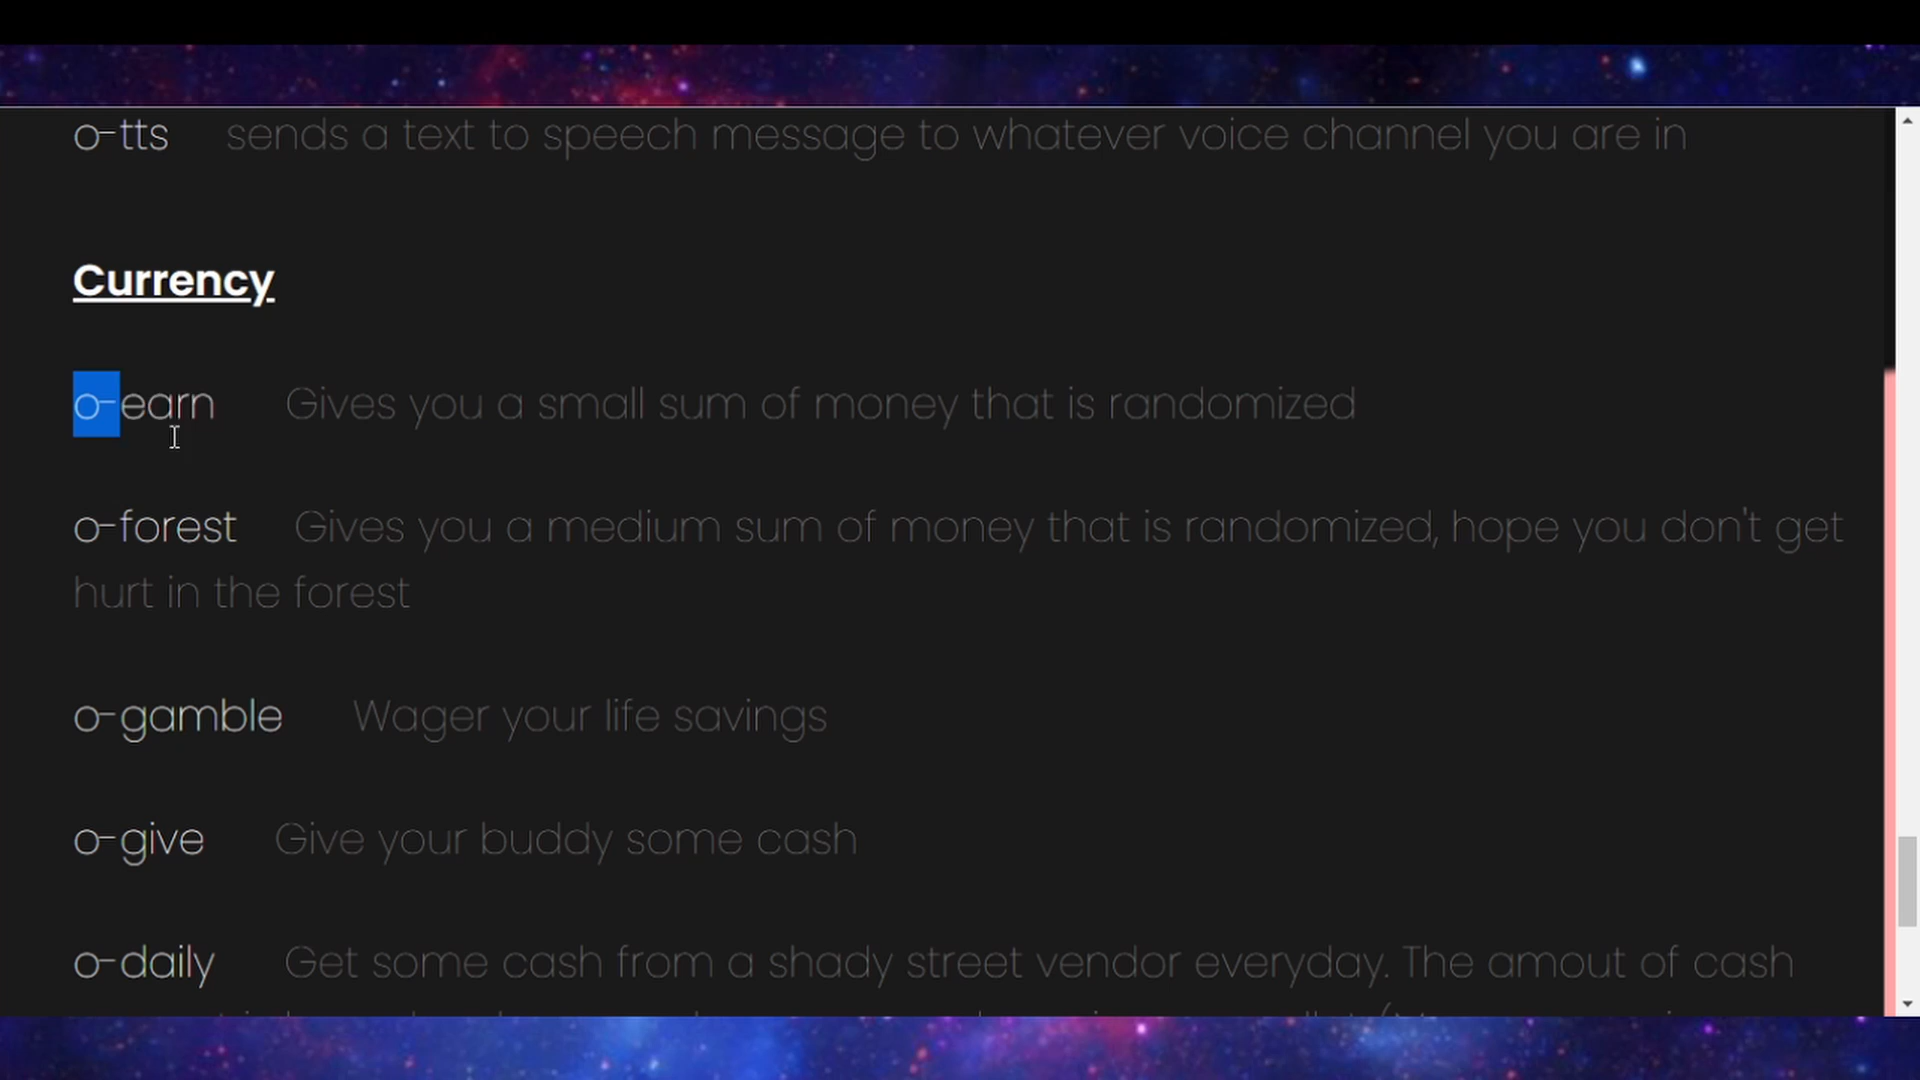 o-tts sends a text to speech message to whatever voice channel you are in
Currency
o-earn Gives you a small sum of money that is randomized
o-forest Gives you a medium sum of money that is randomized, hope you don't get
hurt in the forest
o-gamble Wager your life savings
o-give Give your buddy some cash
o-daily Get some cash from a shady street vendor everyday. The amout of cash